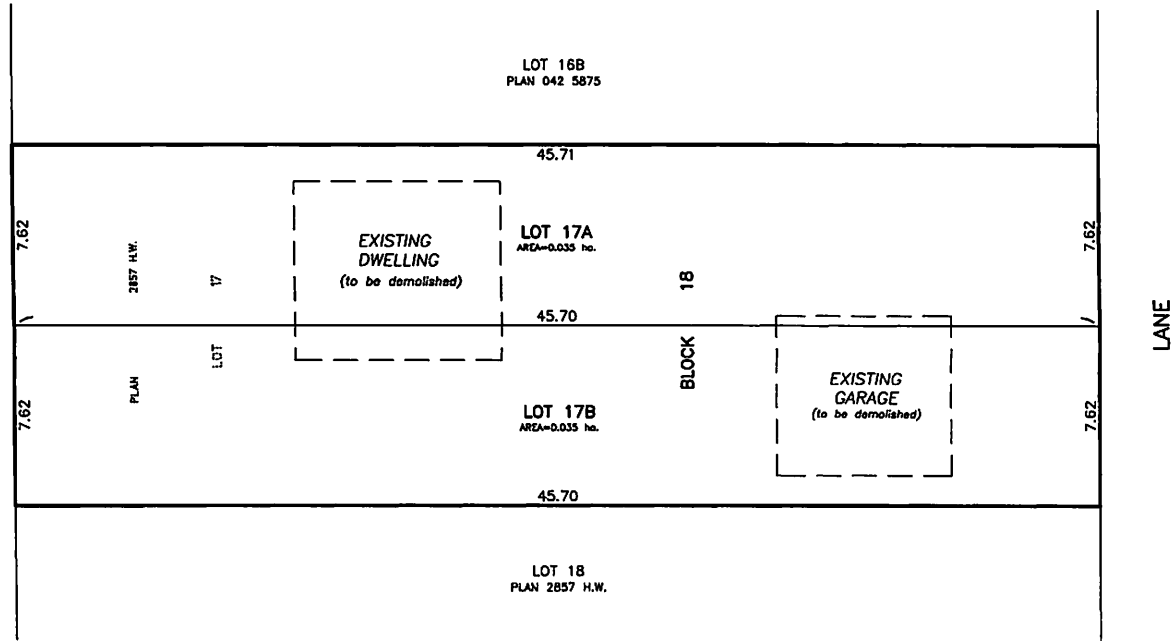 LOT 16B
PLAN 042 5875
45.71
7.62
7.62
2857 H.W.
17
EXISTING
DWELLING
(to be demolished)
LOT 17A
AREA=0.035 ha.
18
45.70
LANE
PLAN
LOT
BLOCK
7.62
7.62
LOT 17B
AREA=0.035 ha.
EXISTING
GARAGE
(to be demolished)
45.70
LOT 18
PLAN 2857 H.W.